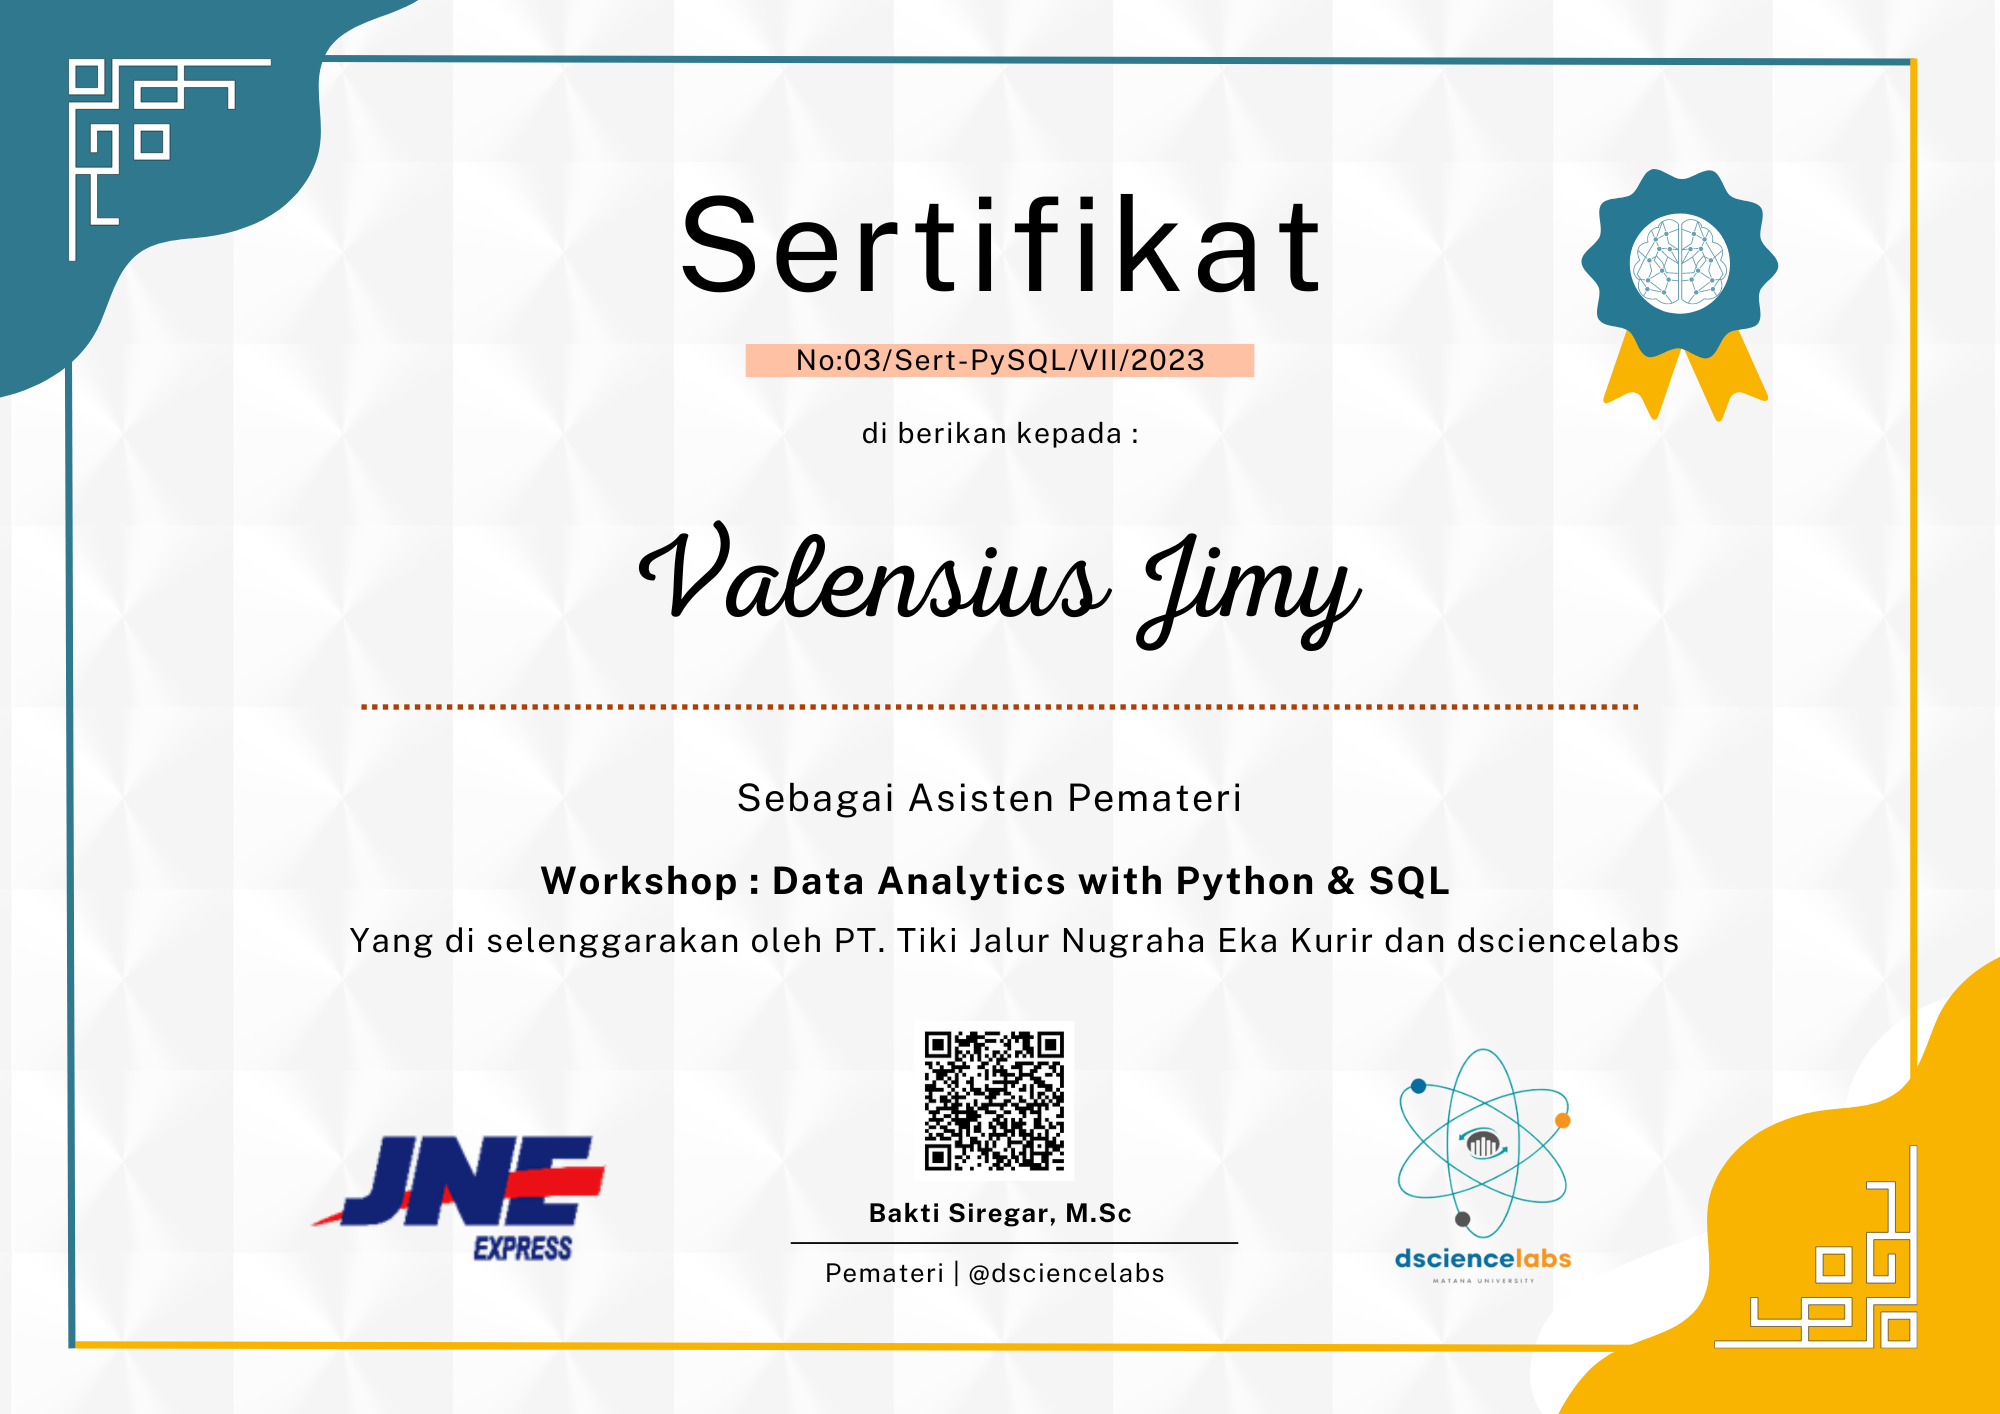 Sertifikat
No:03/Sert-PySQL/VII/2023
di berikan kepada :
Valensius Jimy
Sebagai Asisten Pemateri
Workshop : Data Analytics with Python & SQL
Yang di selenggarakan oleh PT. Tiki Jalur Nugraha Eka Kurir dan dsciencelabs
JNE
EXPRESS
Bakti Siregar, M.Sc
Pemateri | @dsciencelabs
dsciencelabs
MATANA UNIVERSITY